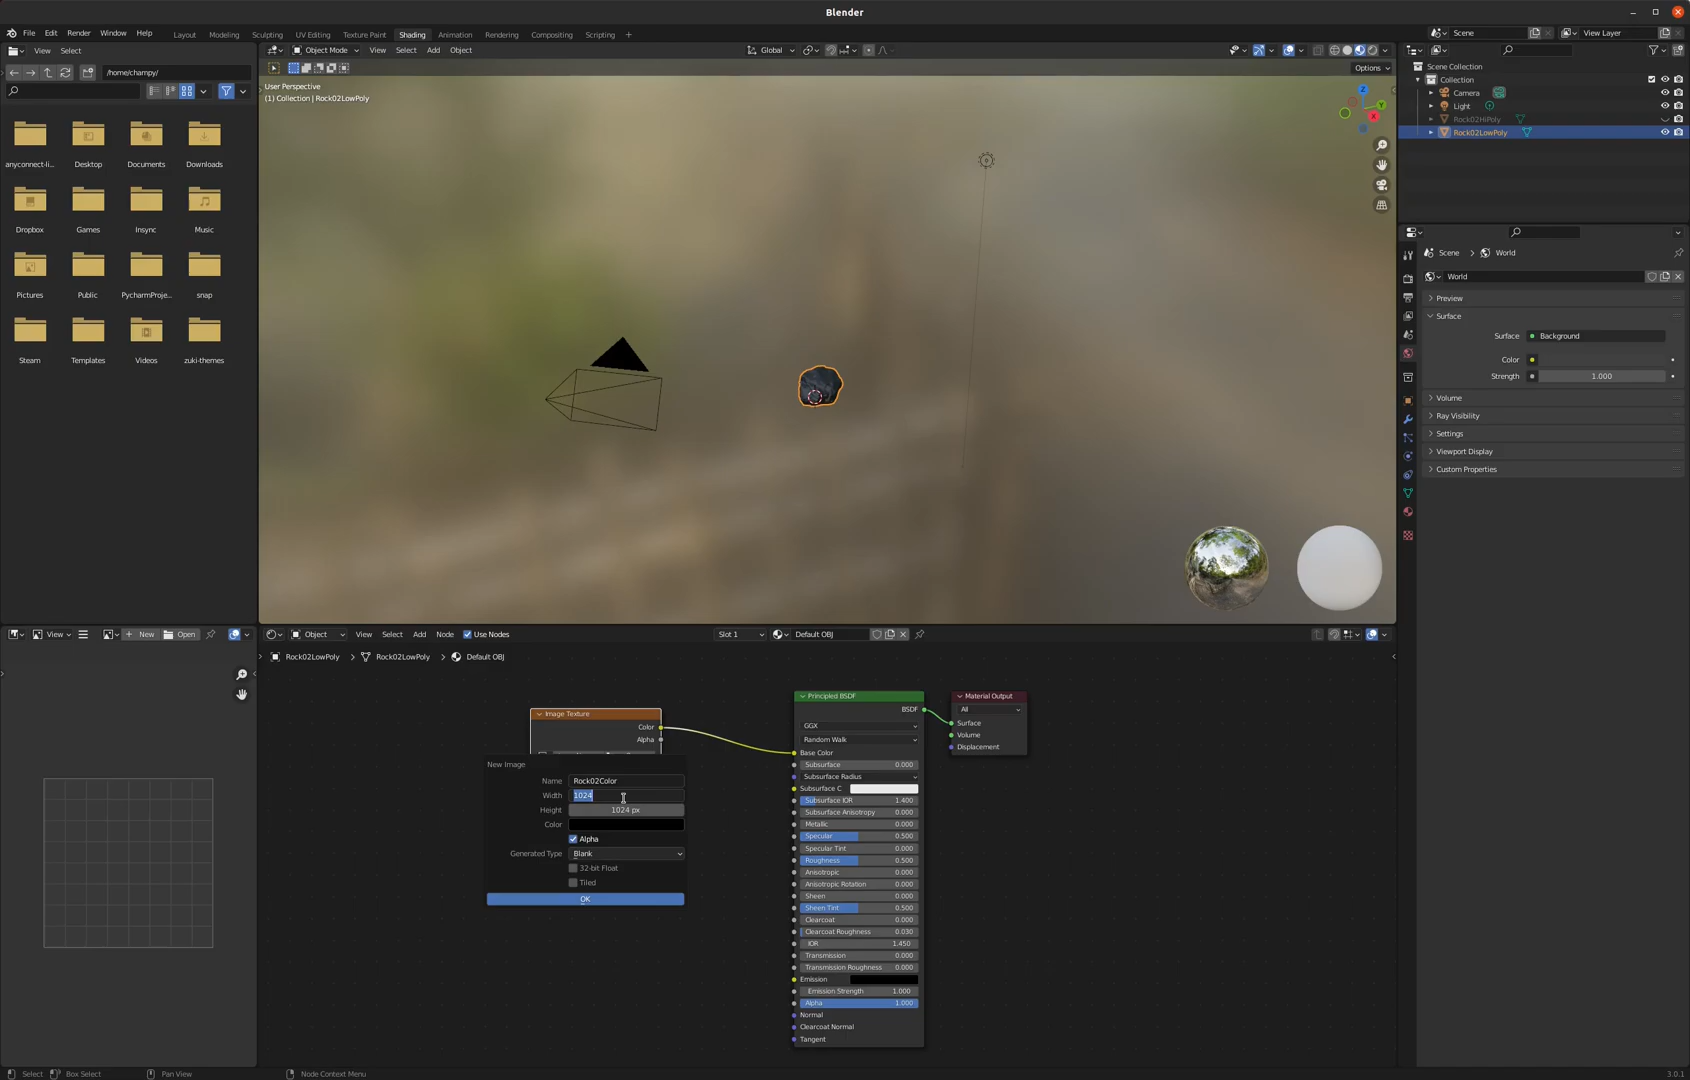 Blender
File Edit Render Window Help Layout Modeling Sculpting UV Editing Texture Paint Shading Animation Rendering Compositing Scripting + Scene View Layer
View Select
Object Mode View Select Add Object Global
/home/champy/
Options
User Perspective
(1) Collection | Rock02LowPoly
anyconnect-li... Desktop Documents Downloads
Dropbox Games Insync Music
Pictures Public PycharmProje... snap
Steam Templates Videos zuki-themes
Z
Y
X
Scene Collection
Collection
Camera
Light
Rock02HiPoly
Rock02LowPoly
Scene > World
World
Preview
Surface
Surface Background
Color
Strength 1.000
Volume
Ray Visibility
Settings
Viewport Display
Custom Properties
View New Open
Object View Select Add Node Use Nodes Slot 1 Default OBJ
Rock02LowPoly > Rock02LowPoly > Default OBJ
Image Texture
Color
Alpha
New Image
Name Rock02Color
Width 1024
Height 1024 px
Color
Alpha
Generated Type Blank
32-bit Float
Tiled
OK
Principled BSDF
BSDF
GGX
Random Walk
Base Color
Subsurface 0.000
Subsurface Radius
Subsurface C
Subsurface IOR 1.400
Subsurface Anisotropy 0.000
Metallic 0.000
Specular 0.500
Specular Tint 0.000
Roughness 0.500
Anisotropic 0.000
Anisotropic Rotation 0.000
Sheen 0.000
Sheen Tint 0.500
Clearcoat 0.000
Clearcoat Roughness 0.030
IOR 1.450
Transmission 0.000
Transmission Roughness 0.000
Emission
Emission Strength 1.000
Alpha 1.000
Normal
Clearcoat Normal
Tangent
Material Output
All
Surface
Volume
Displacement
Select Box Select Pan View Node Context Menu 3.0.1